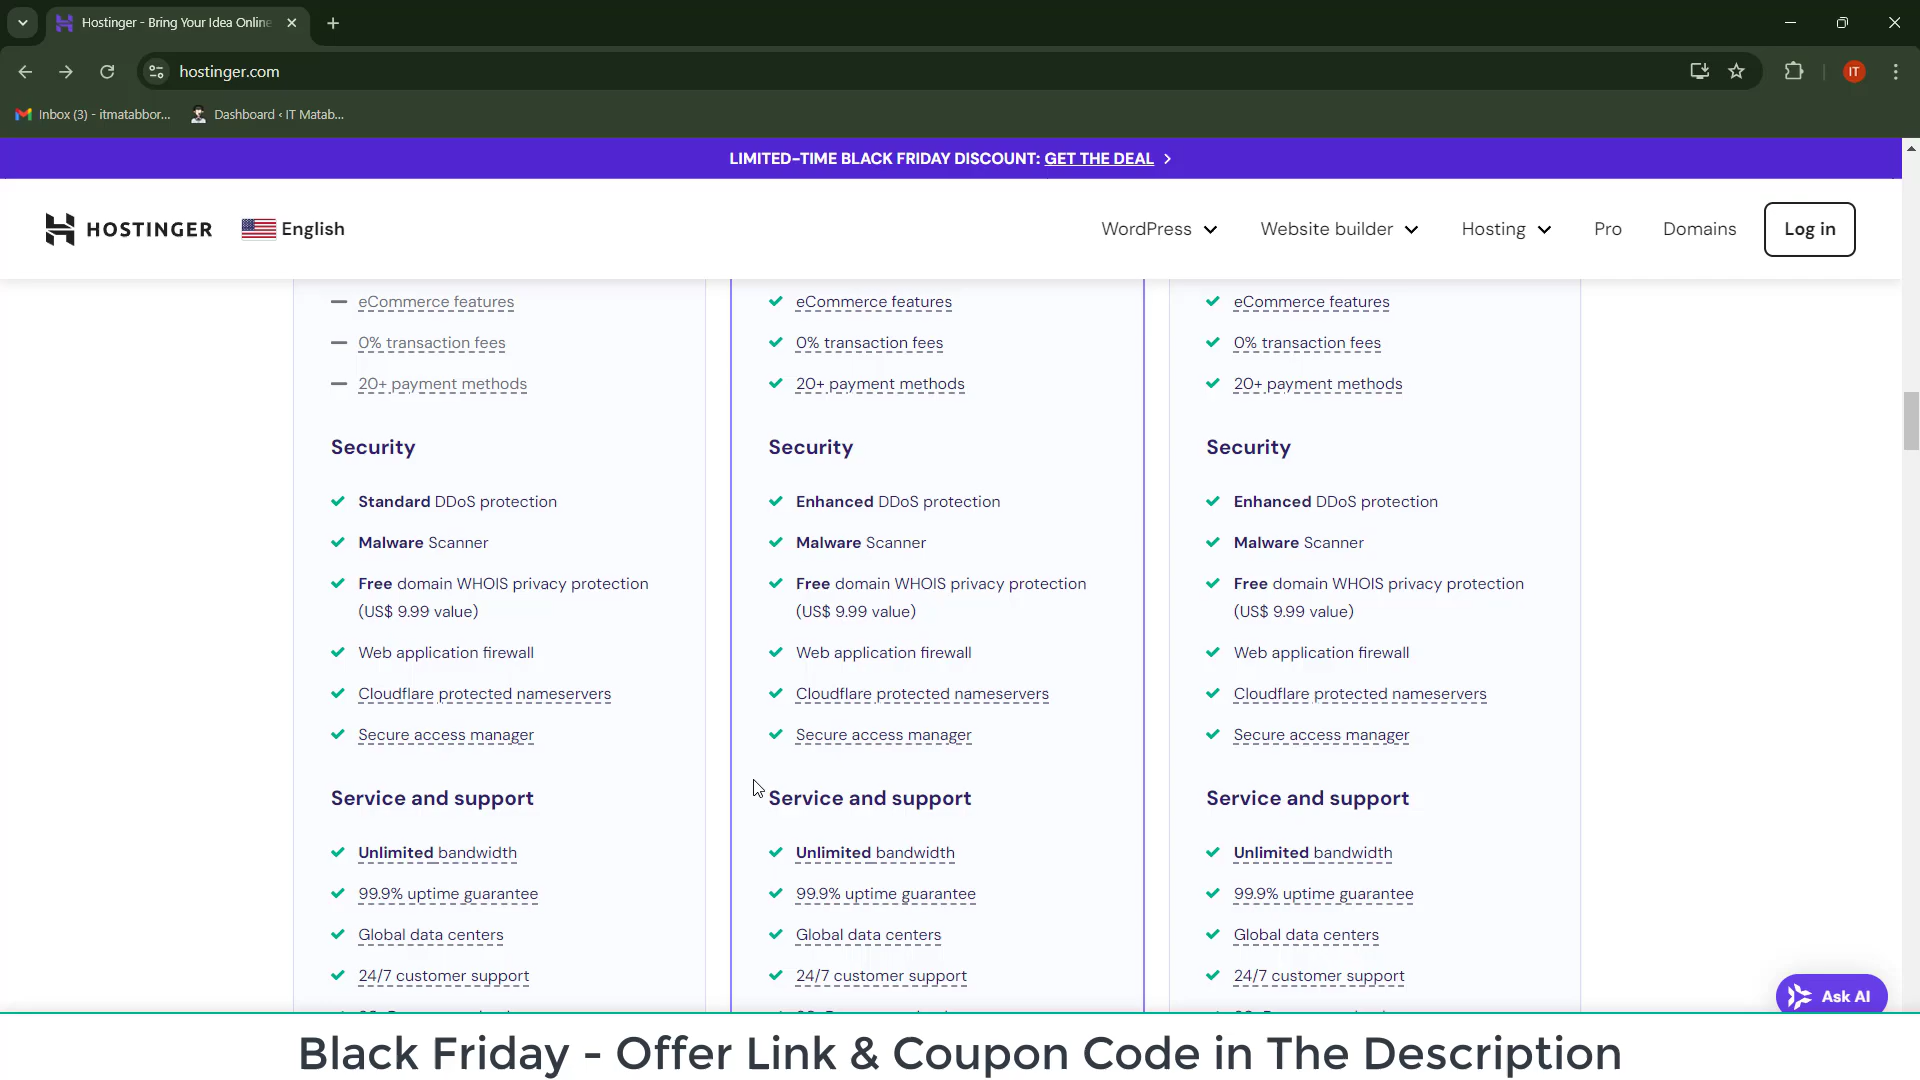 Hostinger - Bring Your Idea Online
hostinger.com
IT
Inbox (3) - itmatabbor...
Dashboard ‹ IT Matab...
LIMITED-TIME BLACK FRIDAY DISCOUNT: GET THE DEAL
HOSTINGER
English
WordPress
Website builder
Hosting
Pro
Domains
Log in
eCommerce features
0% transaction fees
20+ payment methods
Security
Standard DDoS protection
Malware Scanner
Free domain WHOIS privacy protection
(US$ 9.99 value)
Web application firewall
Cloudflare protected nameservers
Secure access manager
Service and support
Unlimited bandwidth
99.9% uptime guarantee
Global data centers
24/7 customer support
eCommerce features
0% transaction fees
20+ payment methods
Security
Enhanced DDoS protection
Malware Scanner
Free domain WHOIS privacy protection
(US$ 9.99 value)
Web application firewall
Cloudflare protected nameservers
Secure access manager
Service and support
Unlimited bandwidth
99.9% uptime guarantee
Global data centers
24/7 customer support
eCommerce features
0% transaction fees
20+ payment methods
Security
Enhanced DDoS protection
Malware Scanner
Free domain WHOIS privacy protection
(US$ 9.99 value)
Web application firewall
Cloudflare protected nameservers
Secure access manager
Service and support
Unlimited bandwidth
99.9% uptime guarantee
Global data centers
24/7 customer support
Ask AI
Black Friday - Offer Link & Coupon Code in The Description